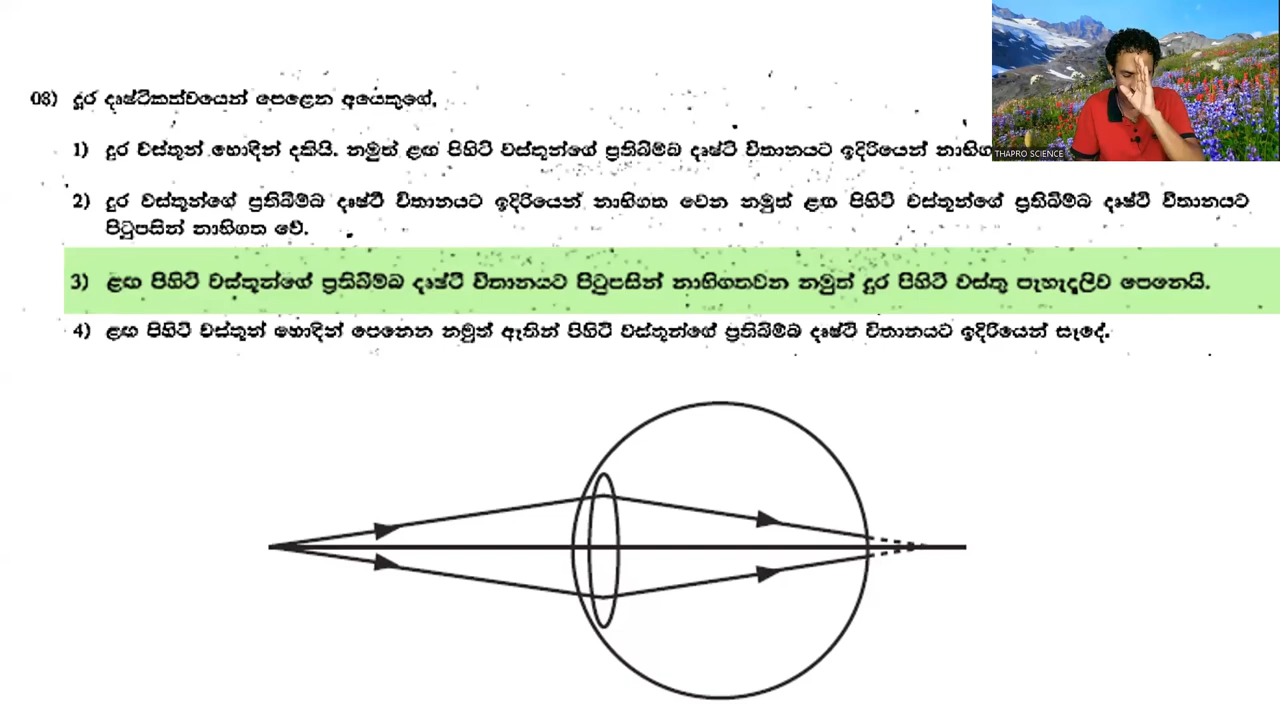 08) දුර දෘෂ්ටිකත්වයෙන් පෙළෙන අයෙකුගේ,
1) දුර වස්තූන් හොඳින් දකියි. නමුත් ළඟ පිහිටි වස්තූන්ගේ ප්‍රතිබිම්බ දෘෂ්ටි විතානයට ඉදිරියෙන්
THAPRO SCIENCE
2) දුර වස්තූන්ගේ ප්‍රතිබිම්බ දෘෂ්ටි විතානයට ඉදිරියෙන් නාභිගත වෙන නමුත් ළඟ පිහිටි වස්තූන්ගේ ප්‍රතිබිම්බ දෘෂ්ටි විතානයට
පිටුපසින් නාභිගත වේ.
3) ළඟ පිහිටි වස්තූන්ගේ ප්‍රතිබිම්බ දෘෂ්ටි විතානයට පිටුපසින් නාභිගතවන නමුත් දුර පිහිටි වස්තු පැහැදුලිව පෙනෙයි.
4) ළඟ පිහිටි වස්තූන් හොඳින් පෙනෙන නමුත් ඈතින් පිහිටි වස්තූන්ගේ ප්‍රතිබිම්බ දෘෂ්ටි විතානයට ඉදිරියෙන් සෑදේ.